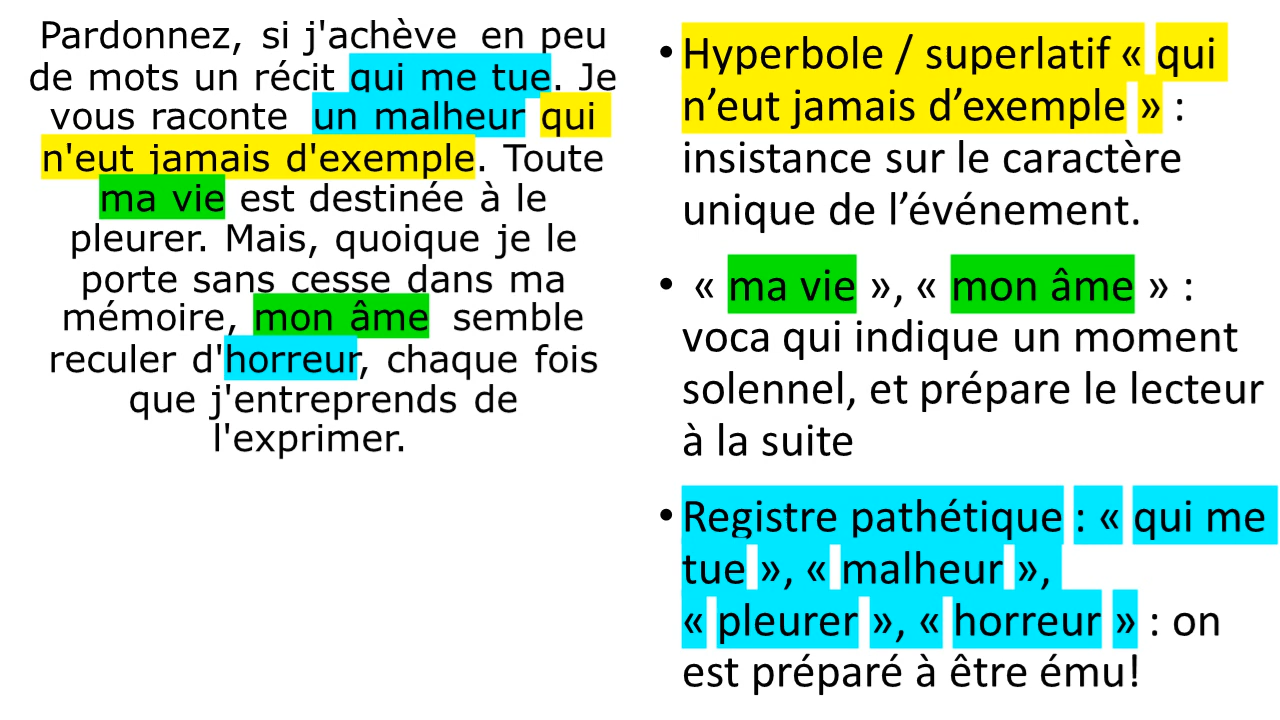 Pardonnez, si j'achève en peu
de mots un récit qui me tue. Je
vous raconte un malheur qui
n'eut jamais d'exemple. Toute
ma vie est destinée à le
pleurer. Mais, quoique je le
porte sans cesse dans ma
mémoire, mon âme semble
reculer d'horreur, chaque fois
que j'entreprends de
l'exprimer.
• Hyperbole / superlatif « qui
n’eut jamais d’exemple » :
insistance sur le caractère
unique de l’événement.
• « ma vie », « mon âme » :
voca qui indique un moment
solennel, et prépare le lecteur
à la suite
• Registre pathétique : « qui me
tue », « malheur »,
« pleurer », « horreur » : on
est préparé à être ému!